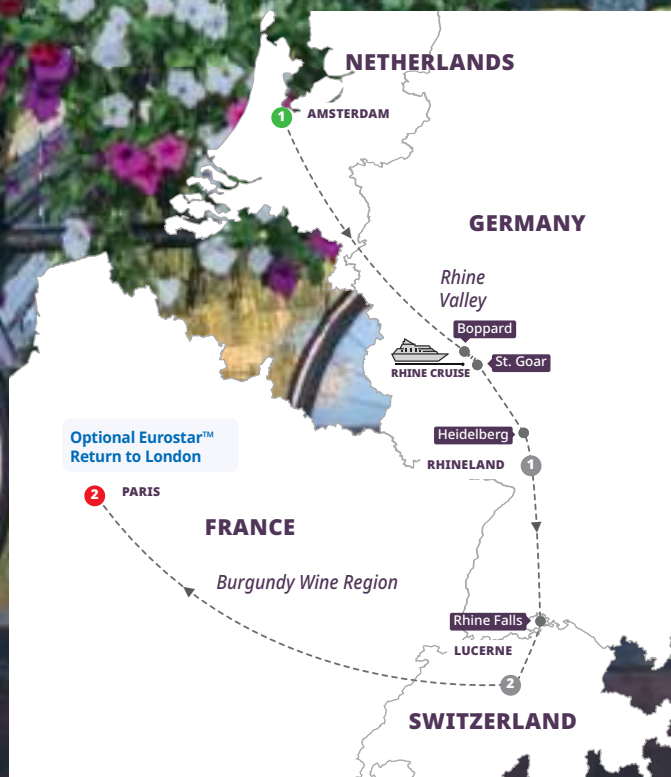 NETHERLANDS
1
AMSTERDAM
GERMANY
Rhine
Valley
Boppard
St. Goar
RHINE CRUISE
Heidelberg
RHINELAND
1
Optional Eurostar™
Return to London
2
PARIS
FRANCE
Burgundy Wine Region
Rhine Falls
LUCERNE
2
SWITZERLAND